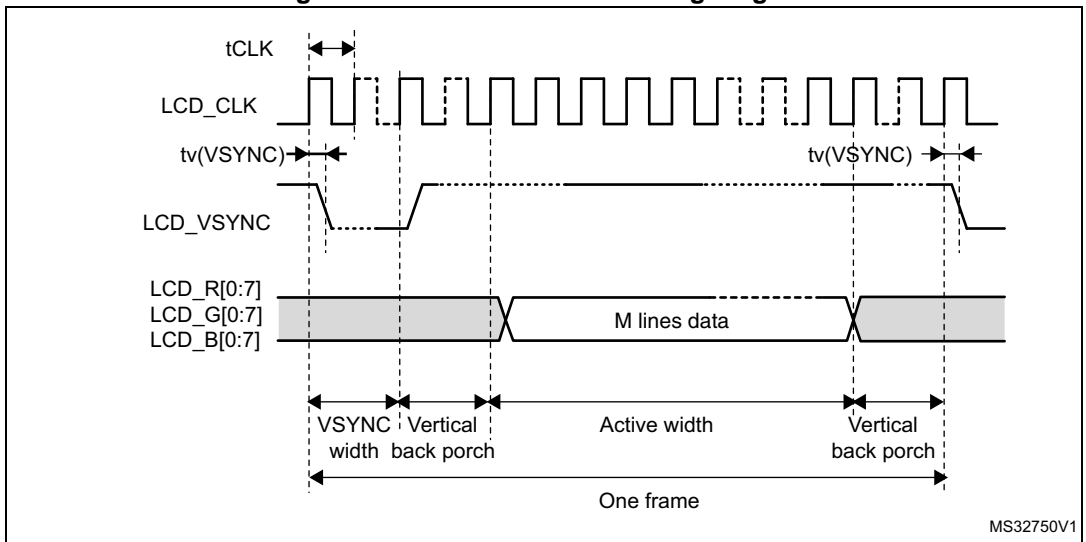 tCLK
LCD_CLK
tv(VSYNC)
tv(VSYNC)
LCD_VSYNC
LCD_R[0:7]
LCD_G[0:7]
LCD_B[0:7]
M lines data
VSYNC width
Vertical back porch
Active width
Vertical back porch
One frame
MS32750V1